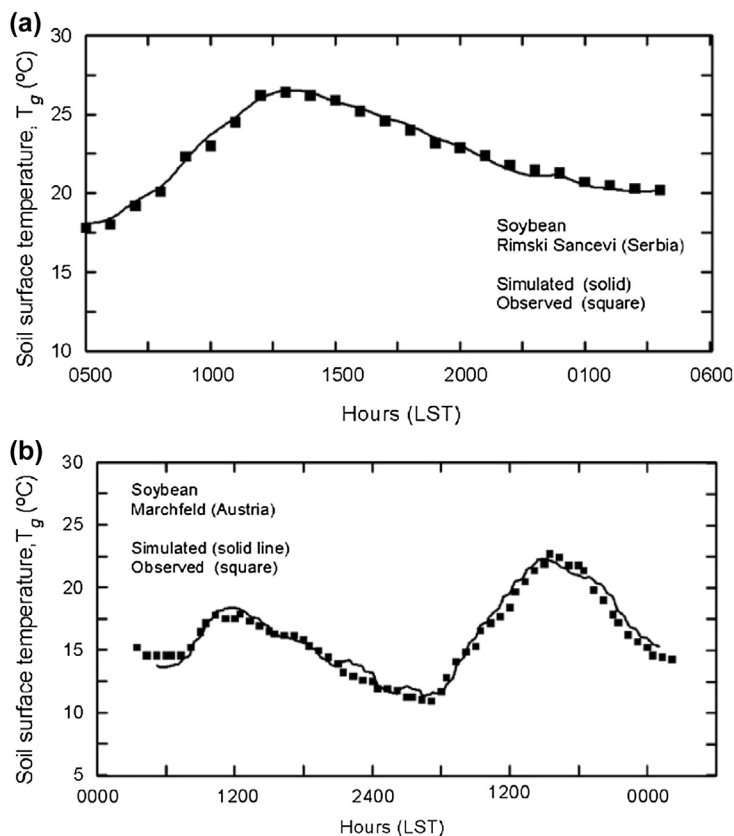 (a)
30
25
20
15
10
Soil surface temperature, T_g (ºC)
Soybean
Rimski Sancevi (Serbia)
Simulated (solid)
Observed (square)
0500 1000 1500 2000 0100 0600
Hours (LST)
(b)
30
25
20
15
10
5
Soil surface temperature,T_g (ºC)
Soybean
Marchfeld (Austria)
Simulated (solid line)
Observed (square)
0000 1200 2400 1200 0000
Hours (LST)